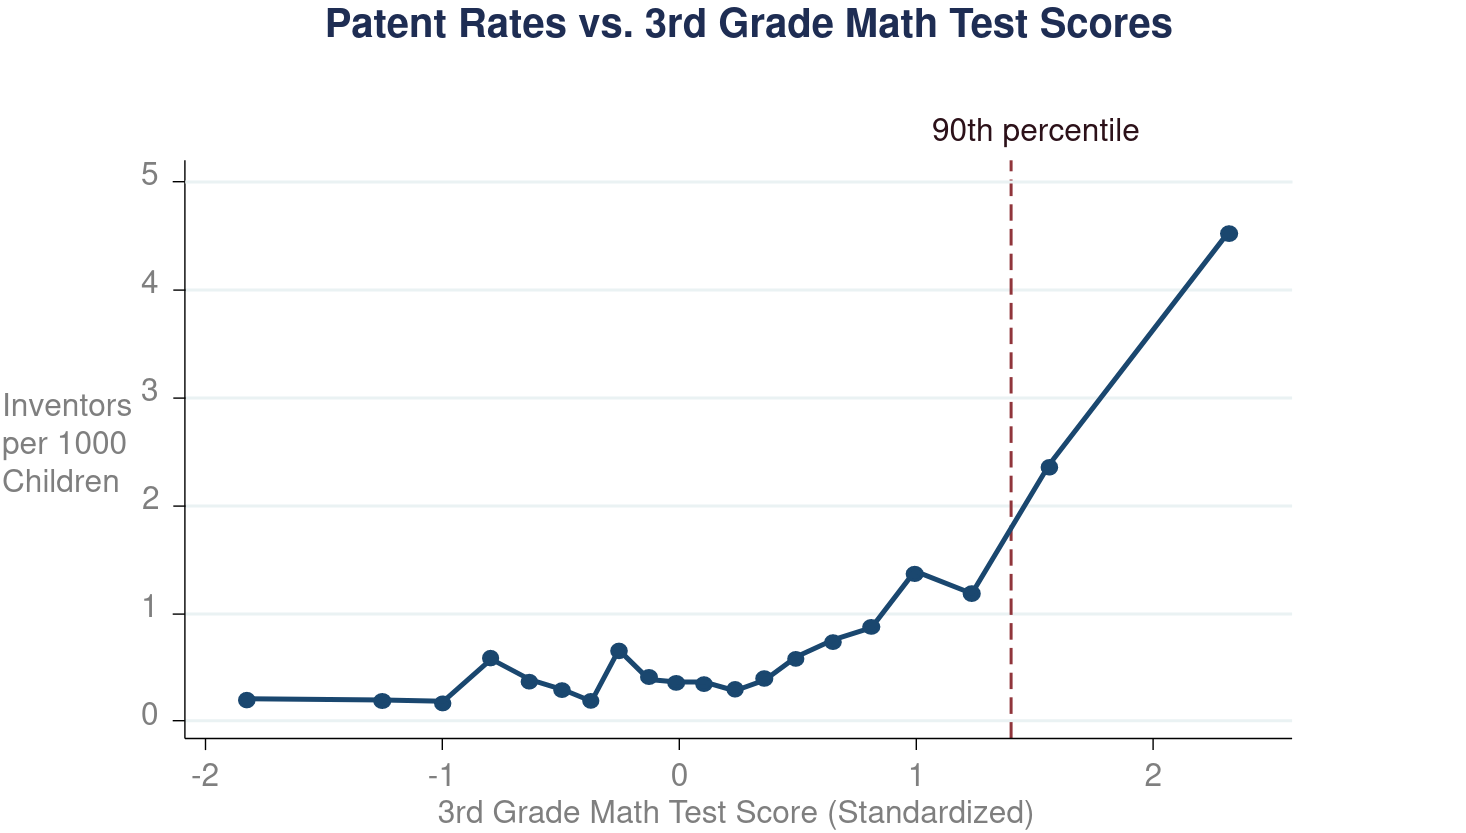 Patent Rates vs. 3rd Grade Math Test Scores
90th percentile
5
4
3
2
1
0
Inventors
per 1000
Children
-2 -1 0 1 2
3rd Grade Math Test Score (Standardized)